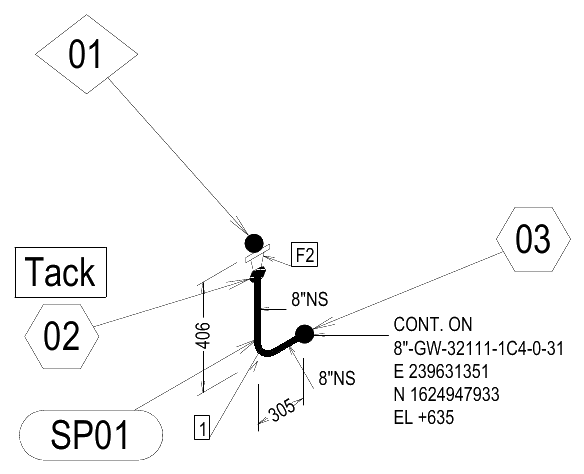 01
03
F2
Tack
8"NS
02
406
CONT. ON
8"-GW-32111-1C4-0-31
E 239631351
N 1624947933
EL +635
8"NS
305
1
SP01